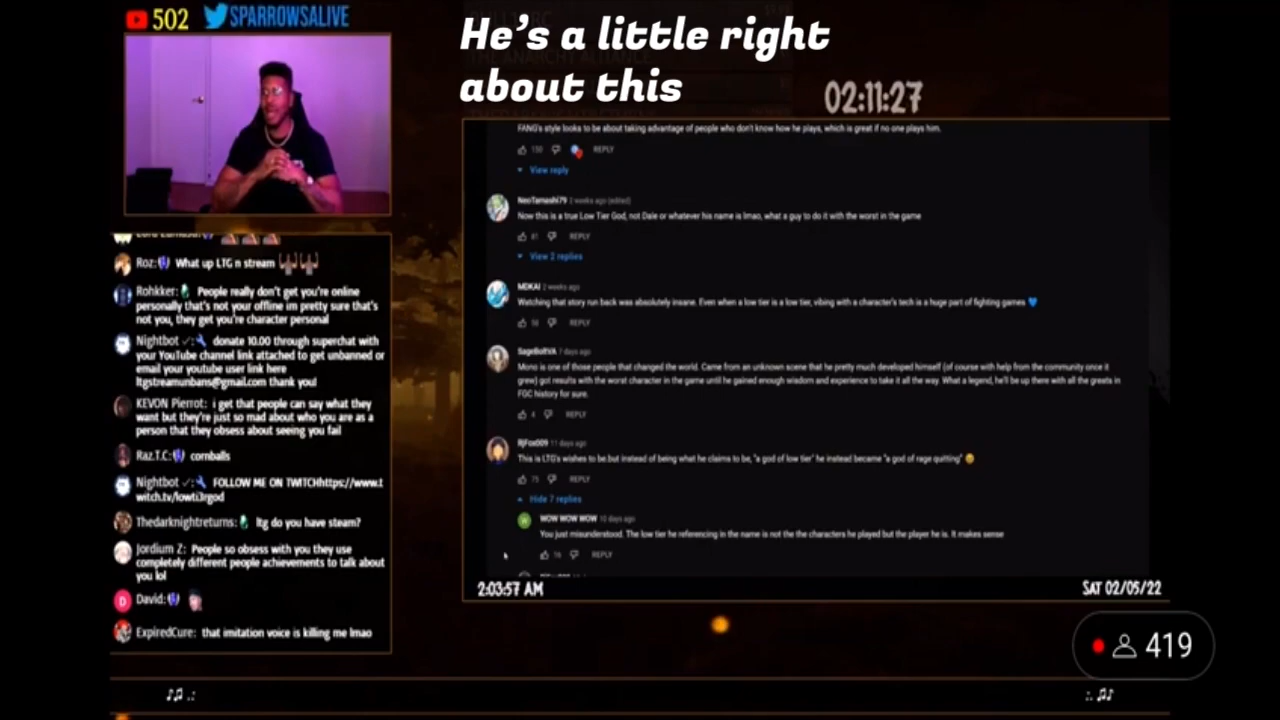 502 SPARROWSALIVE
He's a little right
about this
02:11:27
Roz: What up LTG n stream
Rohkker: People really don't get you're online
personally that's not your offline im pretty sure that's
not you, they get you're character personal
Nightbot: donate 10.00 through superchat with
your YouTube channel link attached to get unbanned or
email your youtube user link here
ltgstreamunbans@gmail.com thank you!
KEVON Pierrot: i get that people can say what they
want but they're just so mad about who you are as a
person that they obsess about seeing you fail
Raz.T.C: cornballs
Nightbot: FOLLOW ME ON TWITCHhttps://www.t
witch.tv/lowti3rgod
Thedarknightreturns: ltg do you have steam?
Jordium Z: People so obsess with you they use
completely different people achievements to talk about
you lol
David:
ExpiredCure: that imitation voice is killing me lmao
FANG's style looks to be about taking advantage of people who don't know how he plays, which is great if no one plays him.
130 REPLY
View reply
NeoTamashi79 2 weeks ago (edited)
Now this is a true Low Tier God, not Dale or whatever his name is lmao, what a guy to do it with the worst in the game
81 REPLY
View 2 replies
MDKAI 2 weeks ago
Watching that story run back was absolutely insane. Even when a low tier is a low tier, vibing with a character's tech is a huge part of fighting games 💙
REPLY
7 days ago
Mono is one of those people that changed the world. Came from an unknown scene that he pretty much developed himself (of course with help from the community once it
grew) got results with the worst character in the game until he gained enough wisdom and experience to take it all the way. What a legend, he'll be up there with all the greats in
FGC history for sure.
4 REPLY
RjFox009 11 days ago
This is LTG's wishes to be but instead of being what he claims to be, "a god of low tier" he instead became "a god of rage quitting"
75 REPLY
Hide 7 replies
WOW WOW WOW 10 days ago
You just misunderstood. The low tier he referencing in the name is not the the characters he played but the player he is. It makes sense
16 REPLY
2:03:57 AM SAT 02/05/22
419